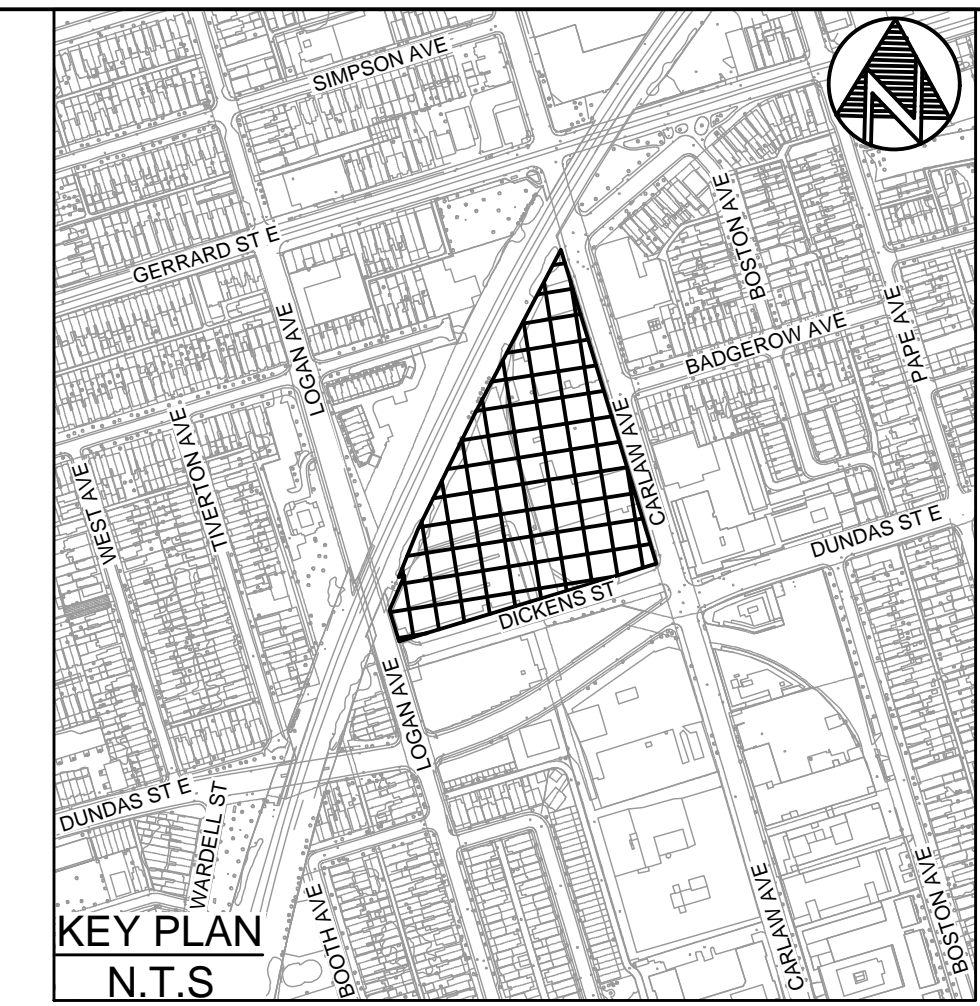 SIMPSON AVE
GERRARD ST E
BOSTON AVE
LOGAN AVE
BADGEROW AVE
PAPE AVE
WEST AVE
TIVERTON AVE
CARLAW AVE
DUNDAS ST E
DICKENS ST
LOGAN AVE
DUNDAS ST E
WARDELL ST
BOOTH AVE
CARLAW AVE
BOSTON AVE
KEY PLAN
N.T.S
N